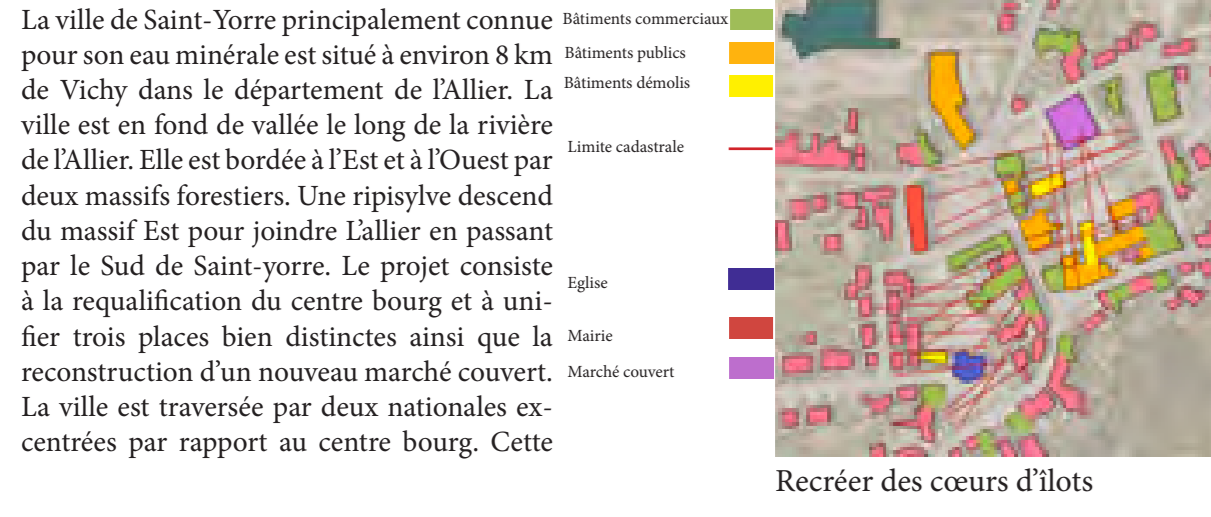 La ville de Saint-Yorre principalement connue
pour son eau minérale est situé à environ 8 km
de Vichy dans le département de l'Allier. La
ville est en fond de vallée le long de la rivière
de l'Allier. Elle est bordée à l'Est et à l'Ouest par
deux massifs forestiers. Une ripisylve descend
du massif Est pour joindre L'allier en passant
par le Sud de Saint-yorre. Le projet consiste
à la requalification du centre bourg et à uni-
fier trois places bien distinctes ainsi que la
reconstruction d'un nouveau marché couvert.
La ville est traversée par deux nationales ex-
centrées par rapport au centre bourg. Cette
Bâtiments commerciaux
Bâtiments publics
Bâtiments démolis
Limite cadastrale
Eglise
Mairie
Marché couvert
Recréer des cœurs d'îlots